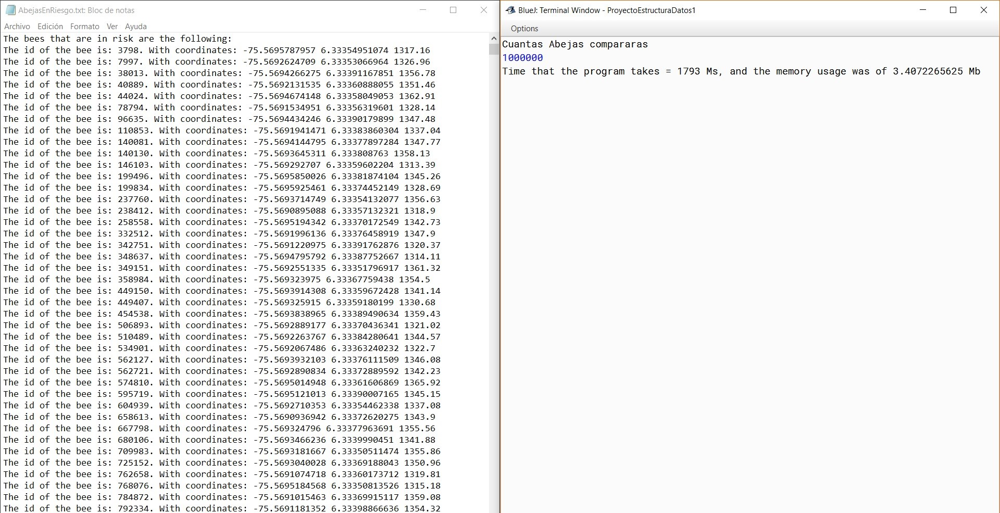 AbejasEnRiesgo.txt: Bloc de notas
Archivo Edición Formato Ver Ayuda
The bees that are in risk are the following:
The id of the bee is: 3798. With coordinates: -75.5695787957 6.33354951074 1317.16
The id of the bee is: 7997. With coordinates: -75.5692624709 6.33353066964 1326.96
The id of the bee is: 38013. With coordinates: -75.5694266275 6.33391167851 1356.78
The id of the bee is: 40889. With coordinates: -75.5692131535 6.33360888055 1351.46
The id of the bee is: 44024. With coordinates: -75.5694674148 6.33358049053 1362.91
The id of the bee is: 78794. With coordinates: -75.5691534951 6.33356319601 1328.14
The id of the bee is: 96635. With coordinates: -75.5694434246 6.33390179899 1347.48
The id of the bee is: 110853. With coordinates: -75.5691941471 6.33383860304 1337.04
The id of the bee is: 140081. With coordinates: -75.5694144795 6.33377897284 1347.77
The id of the bee is: 140130. With coordinates: -75.5693645311 6.333808763 1358.13
The id of the bee is: 146103. With coordinates: -75.569292707 6.33359602204 1313.39
The id of the bee is: 199496. With coordinates: -75.5695850026 6.33381874104 1345.26
The id of the bee is: 199834. With coordinates: -75.5695925461 6.33374452149 1328.69
The id of the bee is: 237760. With coordinates: -75.5693714749 6.33354132077 1356.63
The id of the bee is: 238412. With coordinates: -75.5690895088 6.33357132321 1318.9
The id of the bee is: 258558. With coordinates: -75.5695194342 6.33370172549 1342.73
The id of the bee is: 332512. With coordinates: -75.5691996136 6.33376458919 1347.9
The id of the bee is: 342751. With coordinates: -75.5691220975 6.33391762876 1320.37
The id of the bee is: 348637. With coordinates: -75.5694795792 6.33387752667 1314.11
The id of the bee is: 349151. With coordinates: -75.5692551335 6.33351796917 1361.32
The id of the bee is: 358984. With coordinates: -75.569323975 6.33367759438 1354.5
The id of the bee is: 449150. With coordinates: -75.5693914308 6.33359672428 1341.14
The id of the bee is: 449407. With coordinates: -75.569325915 6.33359180199 1330.68
The id of the bee is: 454538. With coordinates: -75.5693838965 6.33389490634 1359.43
The id of the bee is: 506893. With coordinates: -75.5692889177 6.33370436341 1321.02
The id of the bee is: 510489. With coordinates: -75.5692263767 6.33384280641 1344.57
The id of the bee is: 534901. With coordinates: -75.5692067486 6.33363240232 1322.7
The id of the bee is: 562127. With coordinates: -75.5693932103 6.33376111509 1346.08
The id of the bee is: 562721. With coordinates: -75.5692890834 6.33372889592 1342.23
The id of the bee is: 574810. With coordinates: -75.5695014948 6.33361606869 1365.92
The id of the bee is: 595719. With coordinates: -75.5695121013 6.33390007165 1345.15
The id of the bee is: 604939. With coordinates: -75.5692710353 6.33354462338 1337.08
The id of the bee is: 658613. With coordinates: -75.5690936942 6.33372620275 1343.9
The id of the bee is: 667798. With coordinates: -75.569324796 6.33377963691 1355.56
The id of the bee is: 680106. With coordinates: -75.5693466236 6.3339990451 1341.88
The id of the bee is: 709983. With coordinates: -75.5693181667 6.33350511474 1355.86
The id of the bee is: 725152. With coordinates: -75.5693040028 6.33369188043 1350.96
The id of the bee is: 762658. With coordinates: -75.5691074718 6.33360173712 1319.81
The id of the bee is: 768076. With coordinates: -75.5695184568 6.33350813526 1315.18
The id of the bee is: 784872. With coordinates: -75.5691015463 6.33369915117 1359.08
The id of the bee is: 792334. With coordinates: -75.5691181352 6.33398866636 1354.32
BlueJ: Terminal Window - ProyectoEstructuraDatos1
Options
Cuantas Abejas compararas
1000000
Time that the program takes = 1793 Ms, and the memory usage was of 3.4072265625 Mb